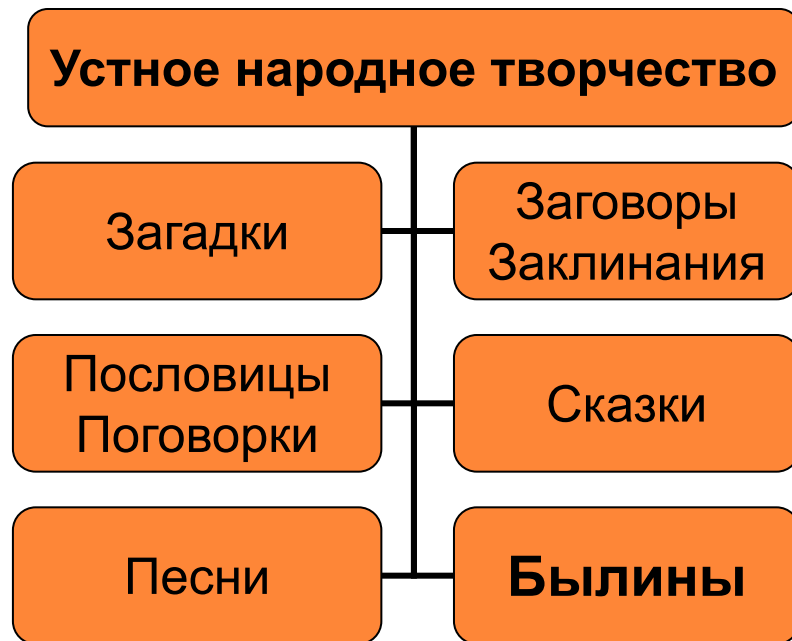 Устное народное творчество
Загадки
Заговоры
Заклинания
Пословицы
Поговорки
Сказки
Песни
Былины